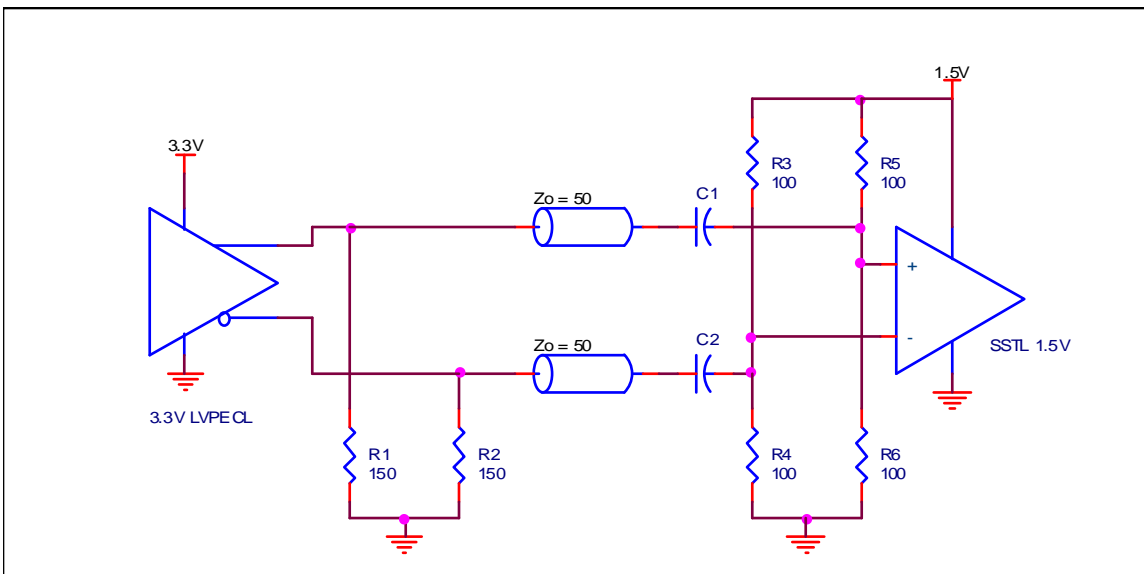 1.5V
3.3V
R3
100
R5
100
Zo = 50
C1
+
-
Zo = 50
C2
SSTL 1.5V
3.3V LVPECL
R1
150
R2
150
R4
100
R6
100